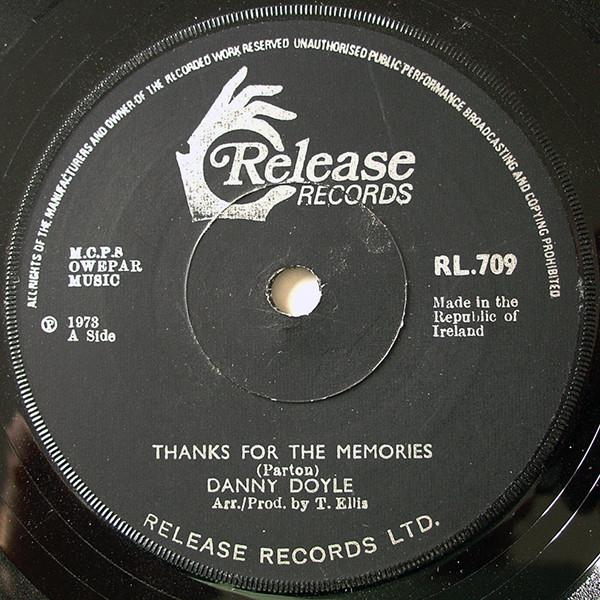 ALL RIGHTS OF THE MANUFACTURERS AND OWNER OF THE RECORDED WORK RESERVED UNAUTHORISED PUBLIC PERFORMANCE BROADCASTING AND COPYING PROHIBITED
Release
RECORDS
M.C.P.S
OWEPAR
MUSIC
RL.709
Ⓟ 1973
A Side
Made in the
Republic of
Ireland
THANKS FOR THE MEMORIES
(Parton)
DANNY DOYLE
Arr./Prod. by T. Ellis
RELEASE RECORDS LTD.